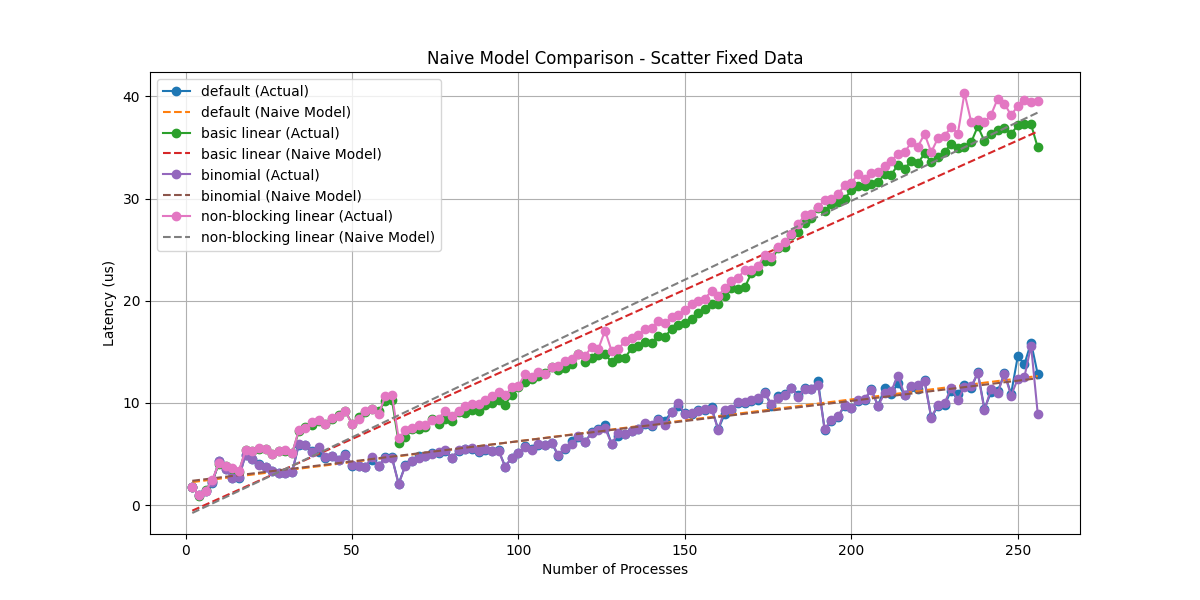 Naive Model Comparison - Scatter Fixed Data
default (Actual)
default (Naive Model)
basic linear (Actual)
basic linear (Naive Model)
binomial (Actual)
binomial (Naive Model)
non-blocking linear (Actual)
non-blocking linear (Naive Model)
Latency (us)
40
30
20
10
0
0 50 100 150 200 250
Number of Processes